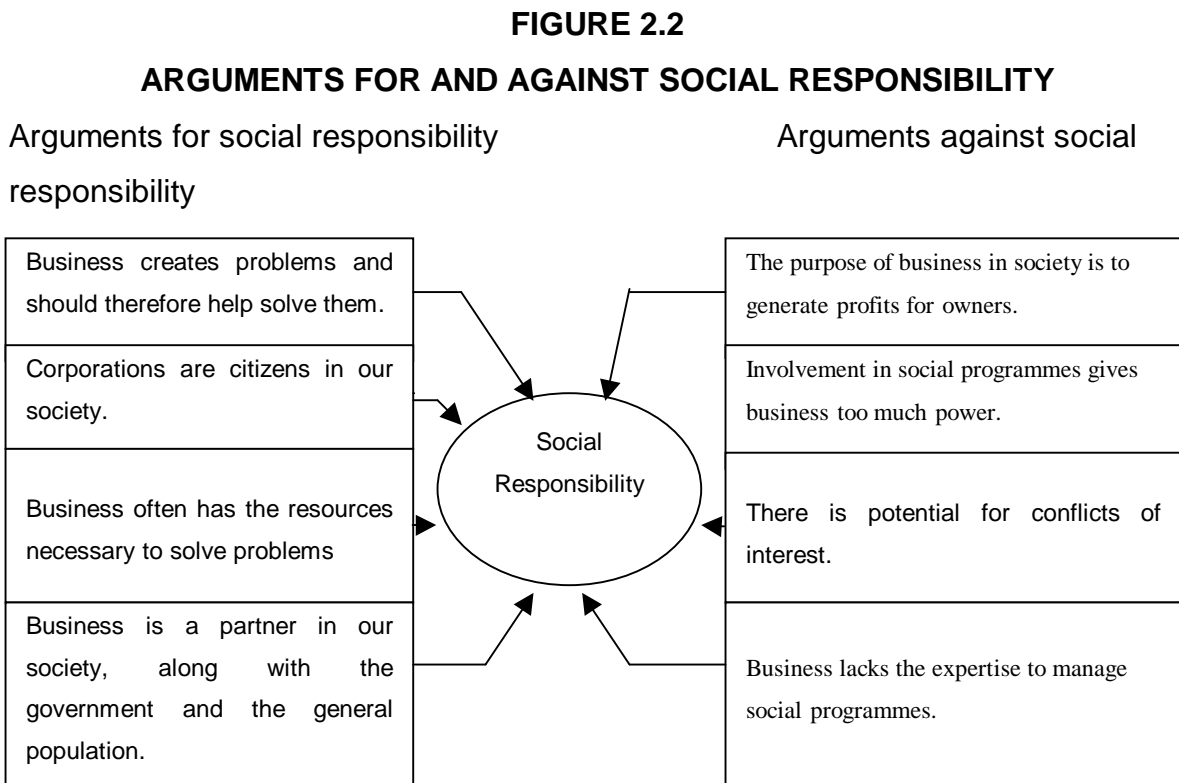 FIGURE 2.2
ARGUMENTS FOR AND AGAINST SOCIAL RESPONSIBILITY
Arguments for social responsibility Arguments against social
responsibility
Business creates problems and
should therefore help solve them.
Corporations are citizens in our
society.
Business often has the resources
necessary to solve problems
Business is a partner in our
society, along with the
government and the general
population.
Social
Responsibility
The purpose of business in society is to
generate profits for owners.
Involvement in social programmes gives
business too much power.
There is potential for conflicts of
interest.
Business lacks the expertise to manage
social programmes.